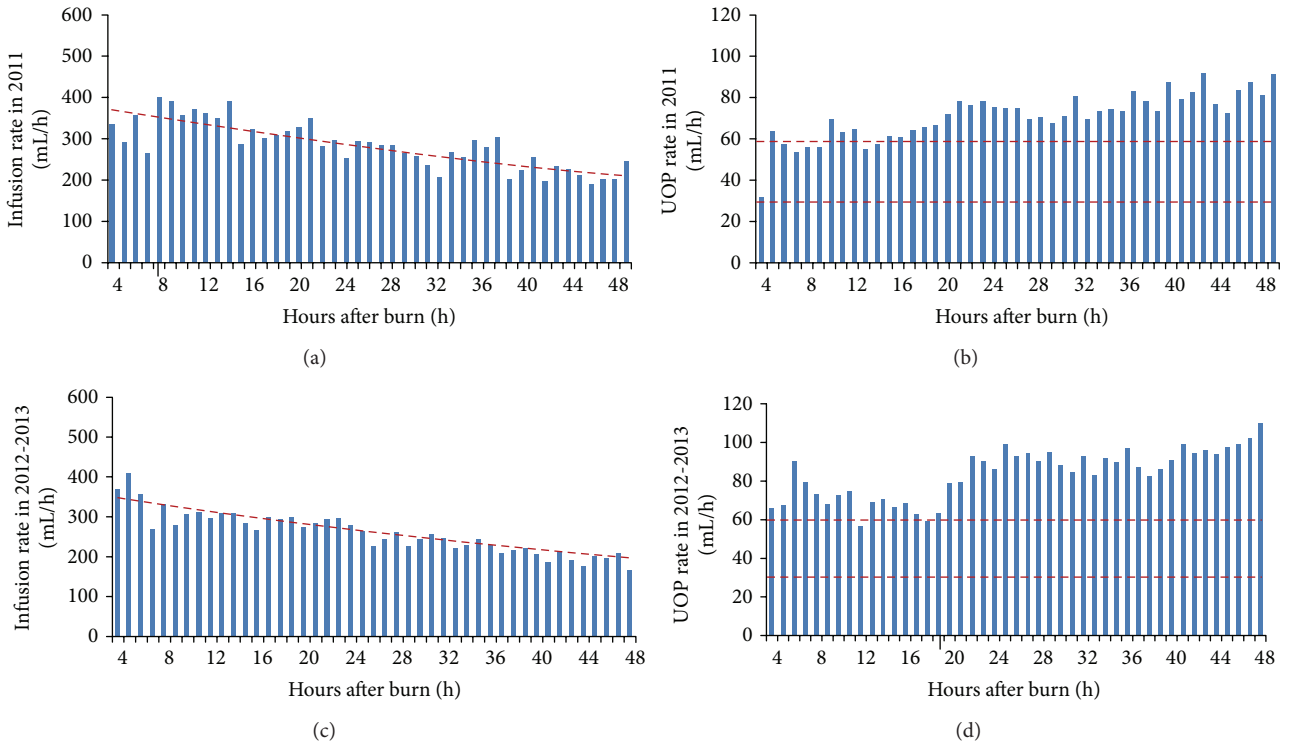 Infusion rate in 2011
(mL/h)
600
500
400
300
200
100
0
4 8 12 16 20 24 28 32 36 40 44 48
Hours after burn (h)
(a)
UOP rate in 2011
(mL/h)
120
100
80
60
40
20
0
4 8 12 16 20 24 28 32 36 40 44 48
Hours after burn (h)
(b)
Infusion rate in 2012-2013
(mL/h)
600
500
400
300
200
100
0
4 8 12 16 20 24 28 32 36 40 44 48
Hours after burn (h)
(c)
UOP rate in 2012-2013
(mL/h)
120
100
80
60
40
20
0
4 8 12 16 20 24 28 32 36 40 44 48
Hours after burn (h)
(d)